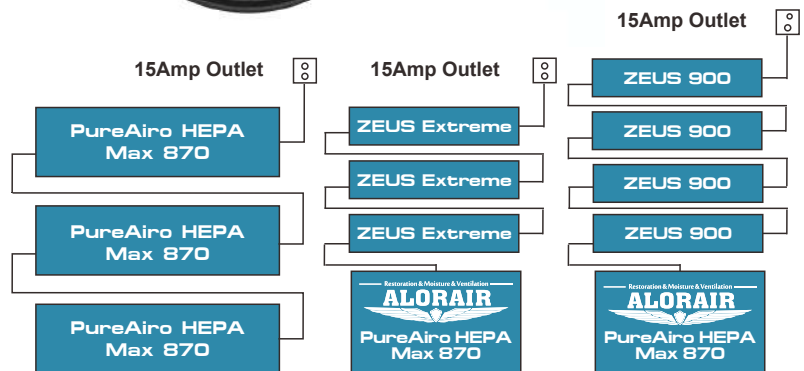 15Amp Outlet
PureAiro HEPA
Max 870
PureAiro HEPA
Max 870
PureAiro HEPA
Max 870
15Amp Outlet
ZEUS Extreme
ZEUS Extreme
ZEUS Extreme
Restoration & Moisture & Ventilation
ALORAIR
PureAiro HEPA
Max 870
15Amp Outlet
ZEUS 900
ZEUS 900
ZEUS 900
ZEUS 900
Restoration & Moisture & Ventilation
ALORAIR
PureAiro HEPA
Max 870